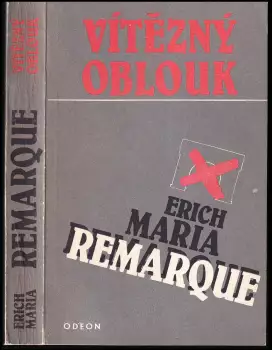 VÍTĚZNÝ
OBLOUK
ERICH
MARIA
REMARQUE
ODEON
ERICH
MARIA
REMARQUE
VÍTĚZNÝ
OBLOUK